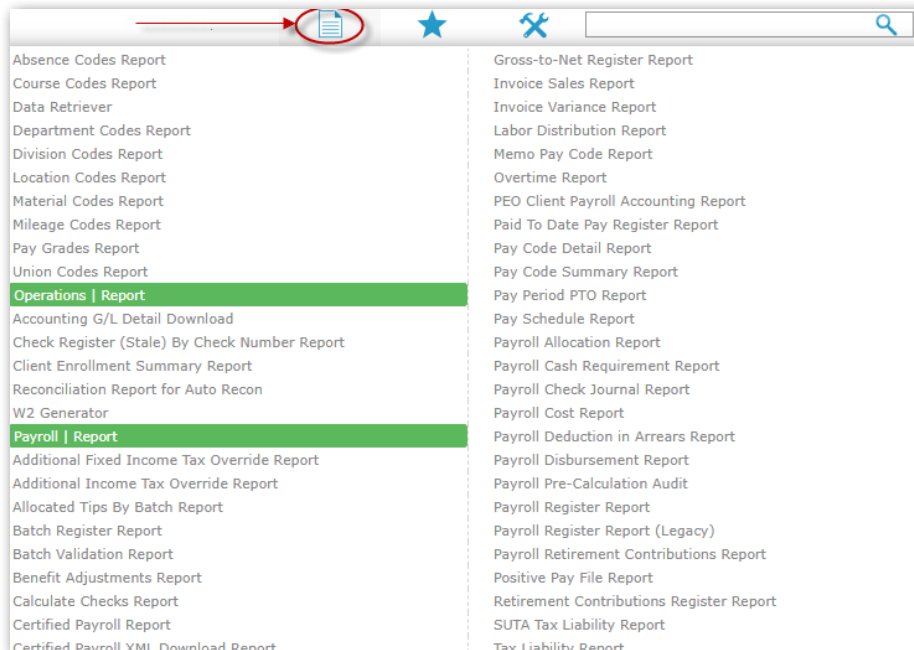 Absence Codes Report
Course Codes Report
Data Retriever
Department Codes Report
Division Codes Report
Location Codes Report
Material Codes Report
Mileage Codes Report
Pay Grades Report
Union Codes Report
Operations | Report
Accounting G/L Detail Download
Check Register (Stale) By Check Number Report
Client Enrollment Summary Report
Reconciliation Report for Auto Recon
W2 Generator
Payroll | Report
Additional Fixed Income Tax Override Report
Additional Income Tax Override Report
Allocated Tips By Batch Report
Batch Register Report
Batch Validation Report
Benefit Adjustments Report
Calculate Checks Report
Certified Payroll Report
Certified Payroll XML Download Report
Gross-to-Net Register Report
Invoice Sales Report
Invoice Variance Report
Labor Distribution Report
Memo Pay Code Report
Overtime Report
PEO Client Payroll Accounting Report
Paid To Date Pay Register Report
Pay Code Detail Report
Pay Code Summary Report
Pay Period PTO Report
Pay Schedule Report
Payroll Allocation Report
Payroll Cash Requirement Report
Payroll Check Journal Report
Payroll Cost Report
Payroll Deduction in Arrears Report
Payroll Disbursement Report
Payroll Pre-Calculation Audit
Payroll Register Report
Payroll Register Report (Legacy)
Payroll Retirement Contributions Report
Positive Pay File Report
Retirement Contributions Register Report
SUTA Tax Liability Report
Tax Liability Report